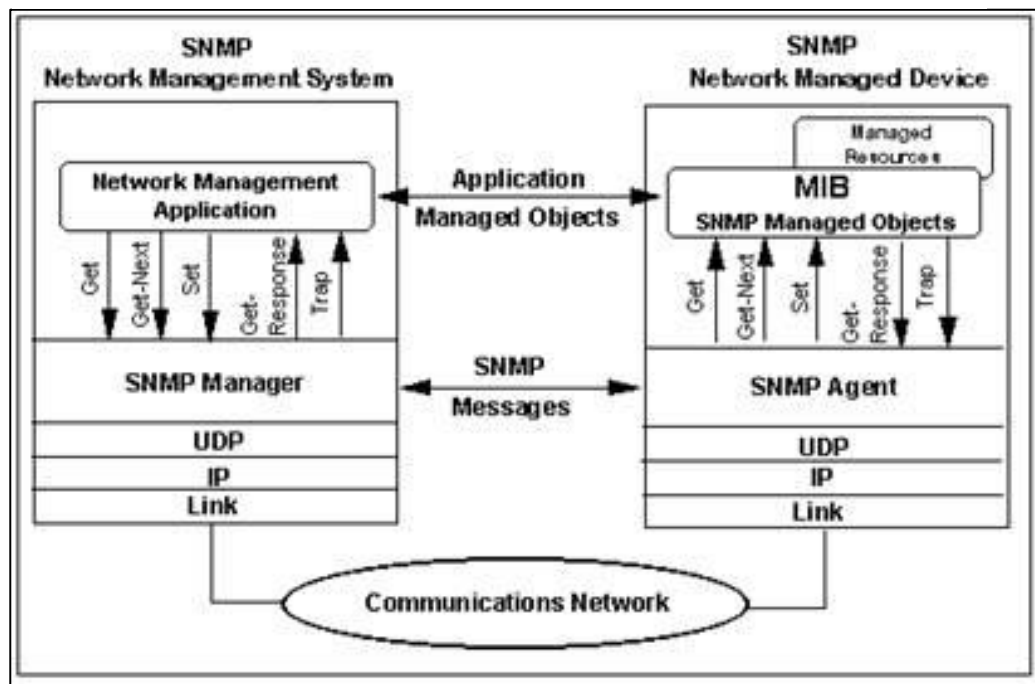 SNMP
Network Management System
SNMP
Network Managed Device
Managed
Resources
Network Management
Application
Application
Managed Objects
MIB
SNMP Managed Objects
Get
Get-Next
Set
Get-
Response
Trap
Get
Get-Next
Set
Get-
Response
Trap
SNMP Manager
SNMP
Messages
SNMP Agent
UDP
IP
Link
UDP
IP
Link
Communications Network